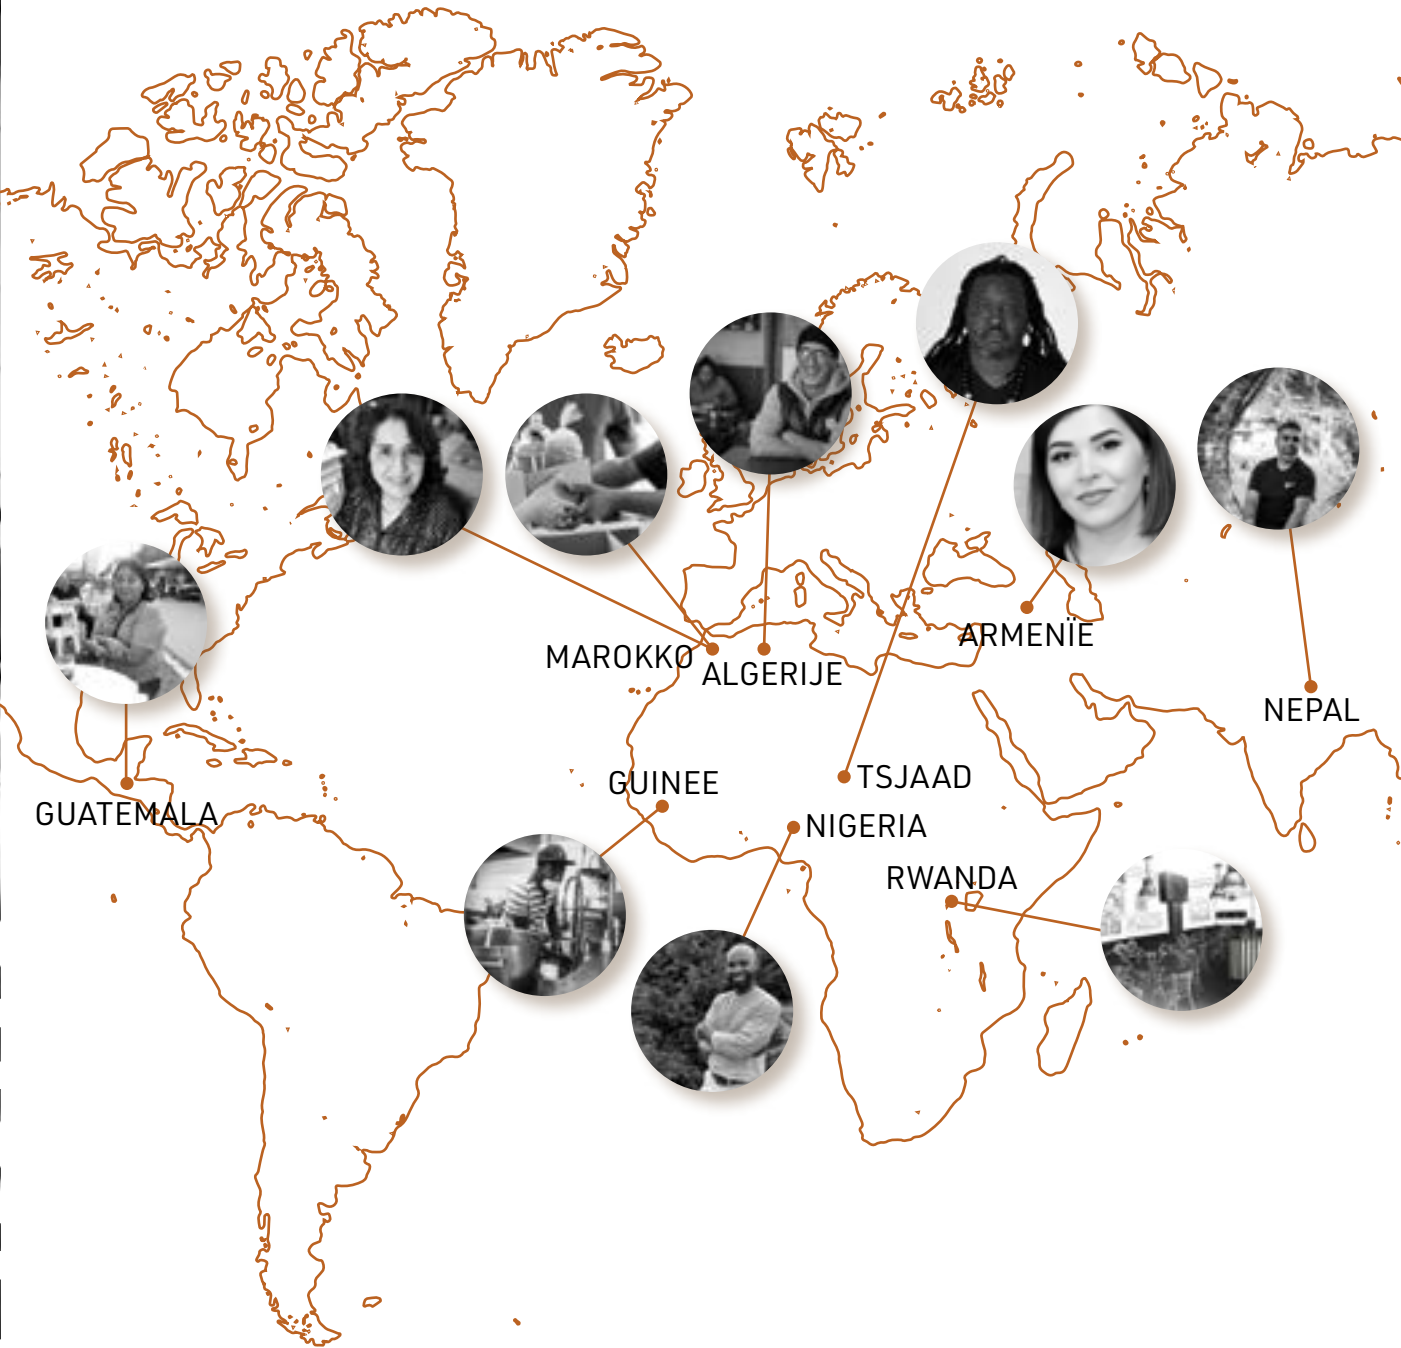 ARMENÏE
MAROKKO
ALGERIJE
NEPAL
GUINEE
TSJAAD
GUATEMALA
NIGERIA
RWANDA